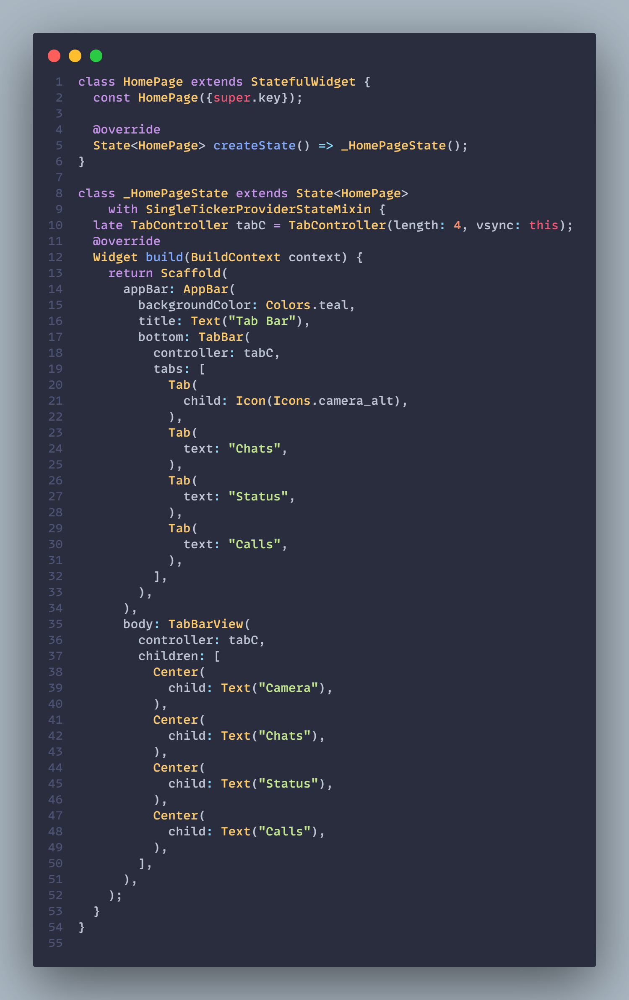 1 class HomePage extends StatefulWidget {
2   const HomePage({super.key});
3
4   @override
5   State<HomePage> createState() => _HomePageState();
6 }
7
8 class _HomePageState extends State<HomePage>
9     with SingleTickerProviderStateMixin {
10   late TabController tabC = TabController(length: 4, vsync: this);
11   @override
12   Widget build(BuildContext context) {
13     return Scaffold(
14       appBar: AppBar(
15         backgroundColor: Colors.teal,
16         title: Text("Tab Bar"),
17         bottom: TabBar(
18           controller: tabC,
19           tabs: [
20             Tab(
21               child: Icon(Icons.camera_alt),
22             ),
23             Tab(
24               text: "Chats",
25             ),
26             Tab(
27               text: "Status",
28             ),
29             Tab(
30               text: "Calls",
31             ),
32           ],
33         ),
34       ),
35       body: TabBarView(
36         controller: tabC,
37         children: [
38           Center(
39             child: Text("Camera"),
40           ),
41           Center(
42             child: Text("Chats"),
43           ),
44           Center(
45             child: Text("Status"),
46           ),
47           Center(
48             child: Text("Calls"),
49           ),
50         ],
51       ),
52     );
53   }
54 }
55